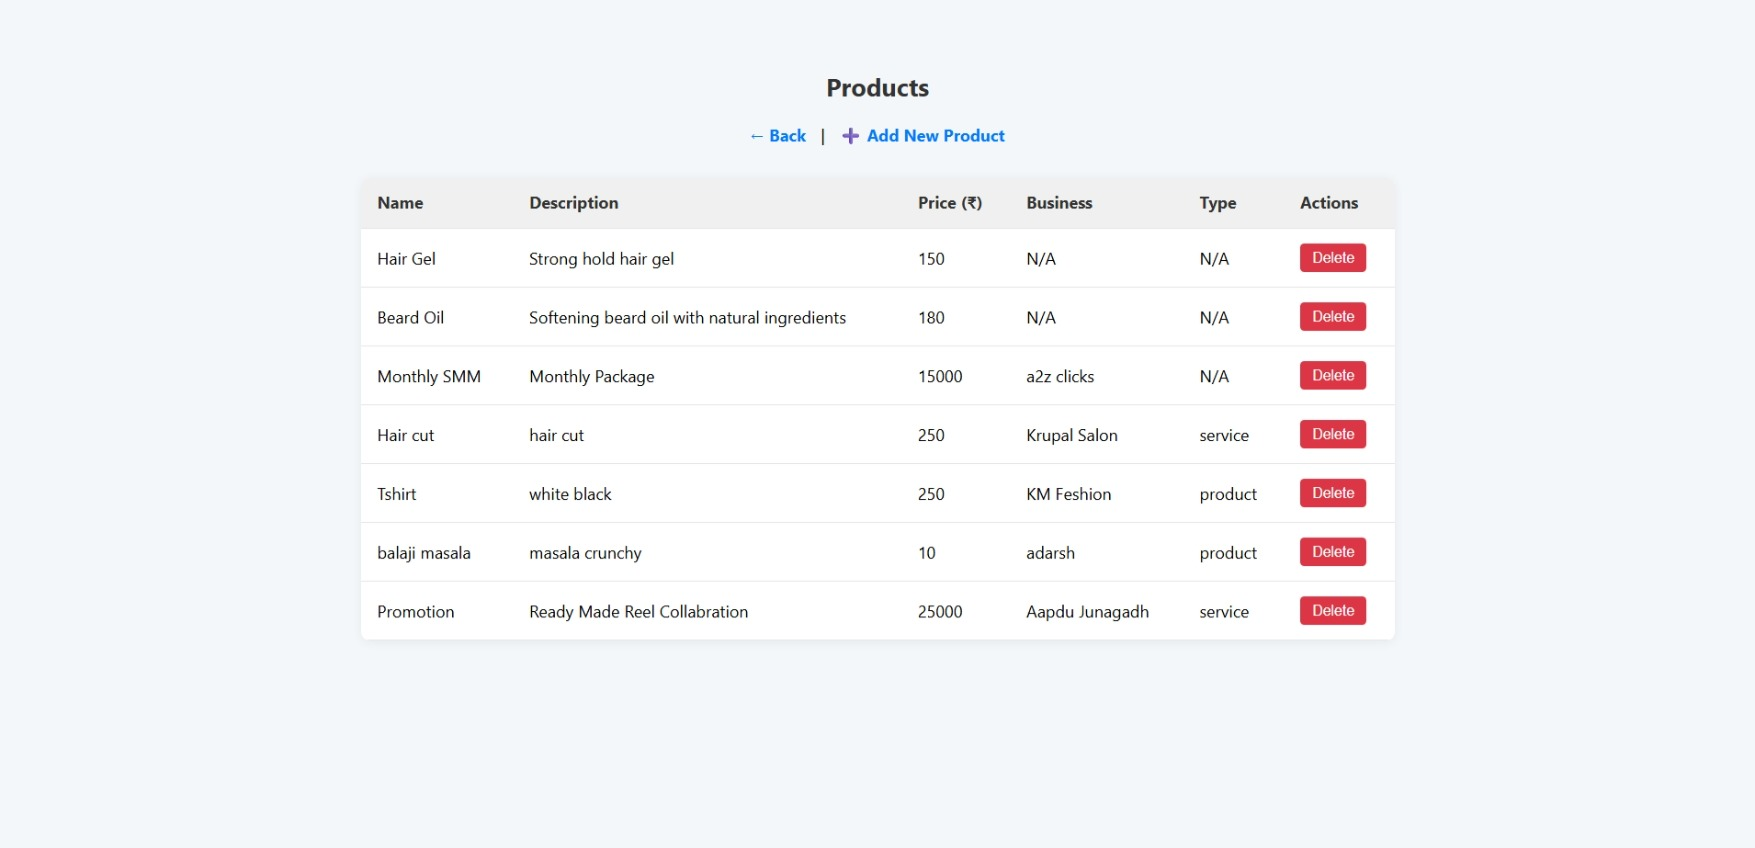 Products
← Back | ➕ Add New Product
Name Description Price (₹) Business Type Actions
Hair Gel Strong hold hair gel 150 N/A N/A Delete
Beard Oil Softening beard oil with natural ingredients 180 N/A N/A Delete
Monthly SMM Monthly Package 15000 a2z clicks N/A Delete
Hair cut hair cut 250 Krupal Salon service Delete
Tshirt white black 250 KM Feshion product Delete
balaji masala masala crunchy 10 adarsh product Delete
Promotion Ready Made Reel Collabration 25000 Aapdu Junagadh service Delete